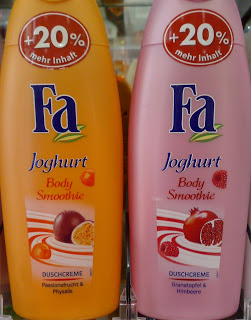 +20%
mehr Inhalt
Fa
Joghurt
Body
Smoothie
DUSCHCREME
Passionsfrucht &
Physalis
+20%
mehr Inhalt
Fa
Joghurt
Body
Smoothie
DUSCHCREME
Granatapfel &
Himbeere